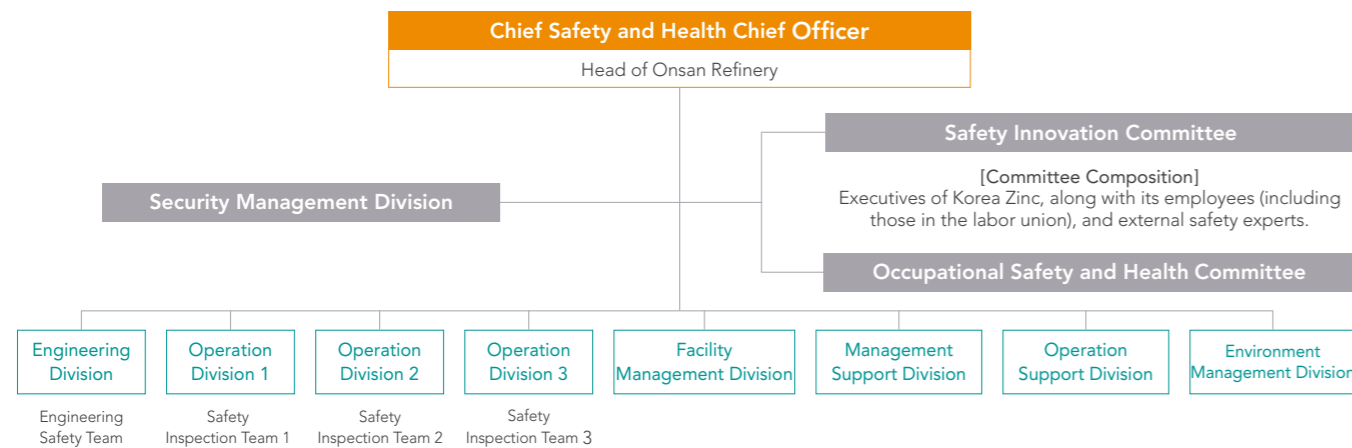 Chief Safety and Health Chief Officer
Head of Onsan Refinery
Safety Innovation Committee
[Committee Composition]
Executives of Korea Zinc, along with its employees (including
those in the labor union), and external safety experts.
Security Management Division
Occupational Safety and Health Committee
Engineering
Division
Operation
Division 1
Operation
Division 2
Operation
Division 3
Facility
Management Division
Management
Support Division
Operation
Support Division
Environment
Management Division
Engineering
Safety Team
Safety
Inspection Team 1
Safety
Inspection Team 2
Safety
Inspection Team 3